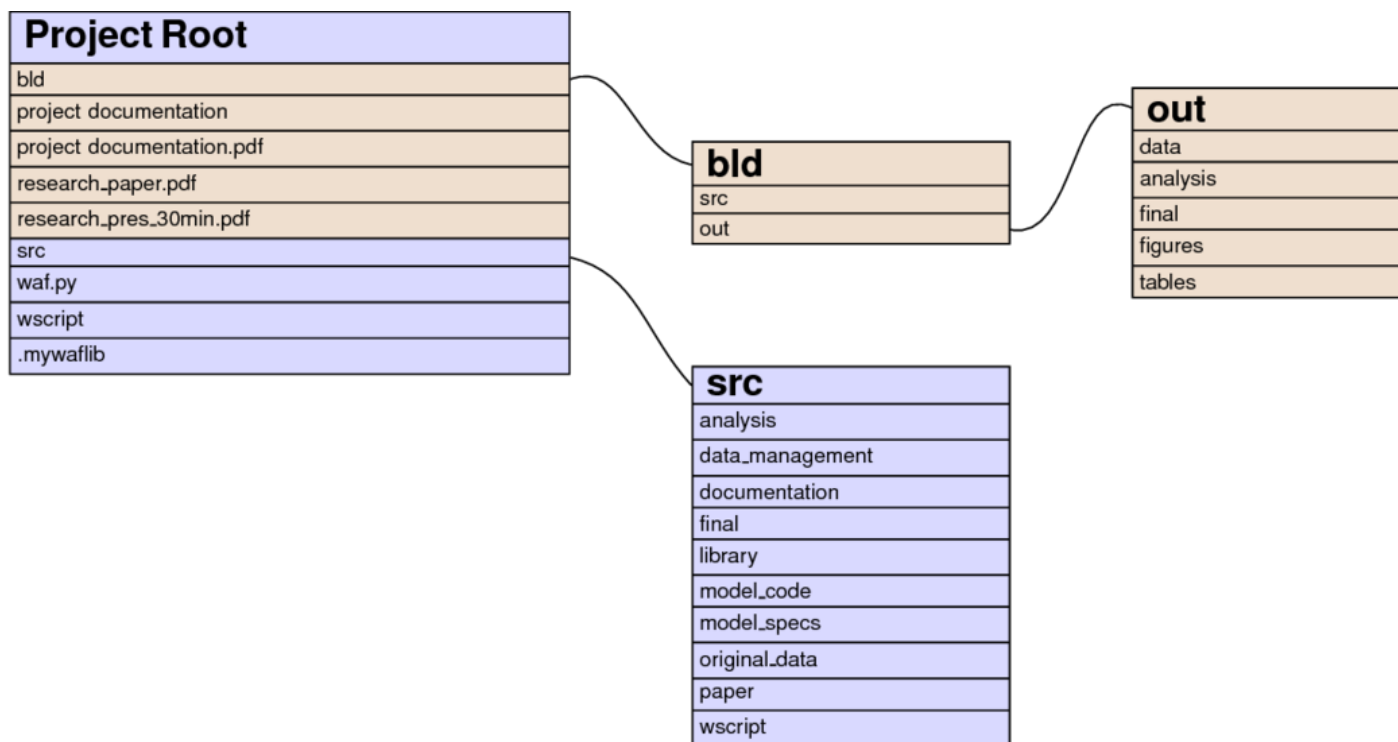 Project Root
bld
project documentation
project documentation.pdf
research_paper.pdf
research_pres_30min.pdf
src
waf.py
wscript
.mywaflib
bld
src
out
out
data
analysis
final
figures
tables
src
analysis
data_management
documentation
final
library
model_code
model_specs
original_data
paper
wscript